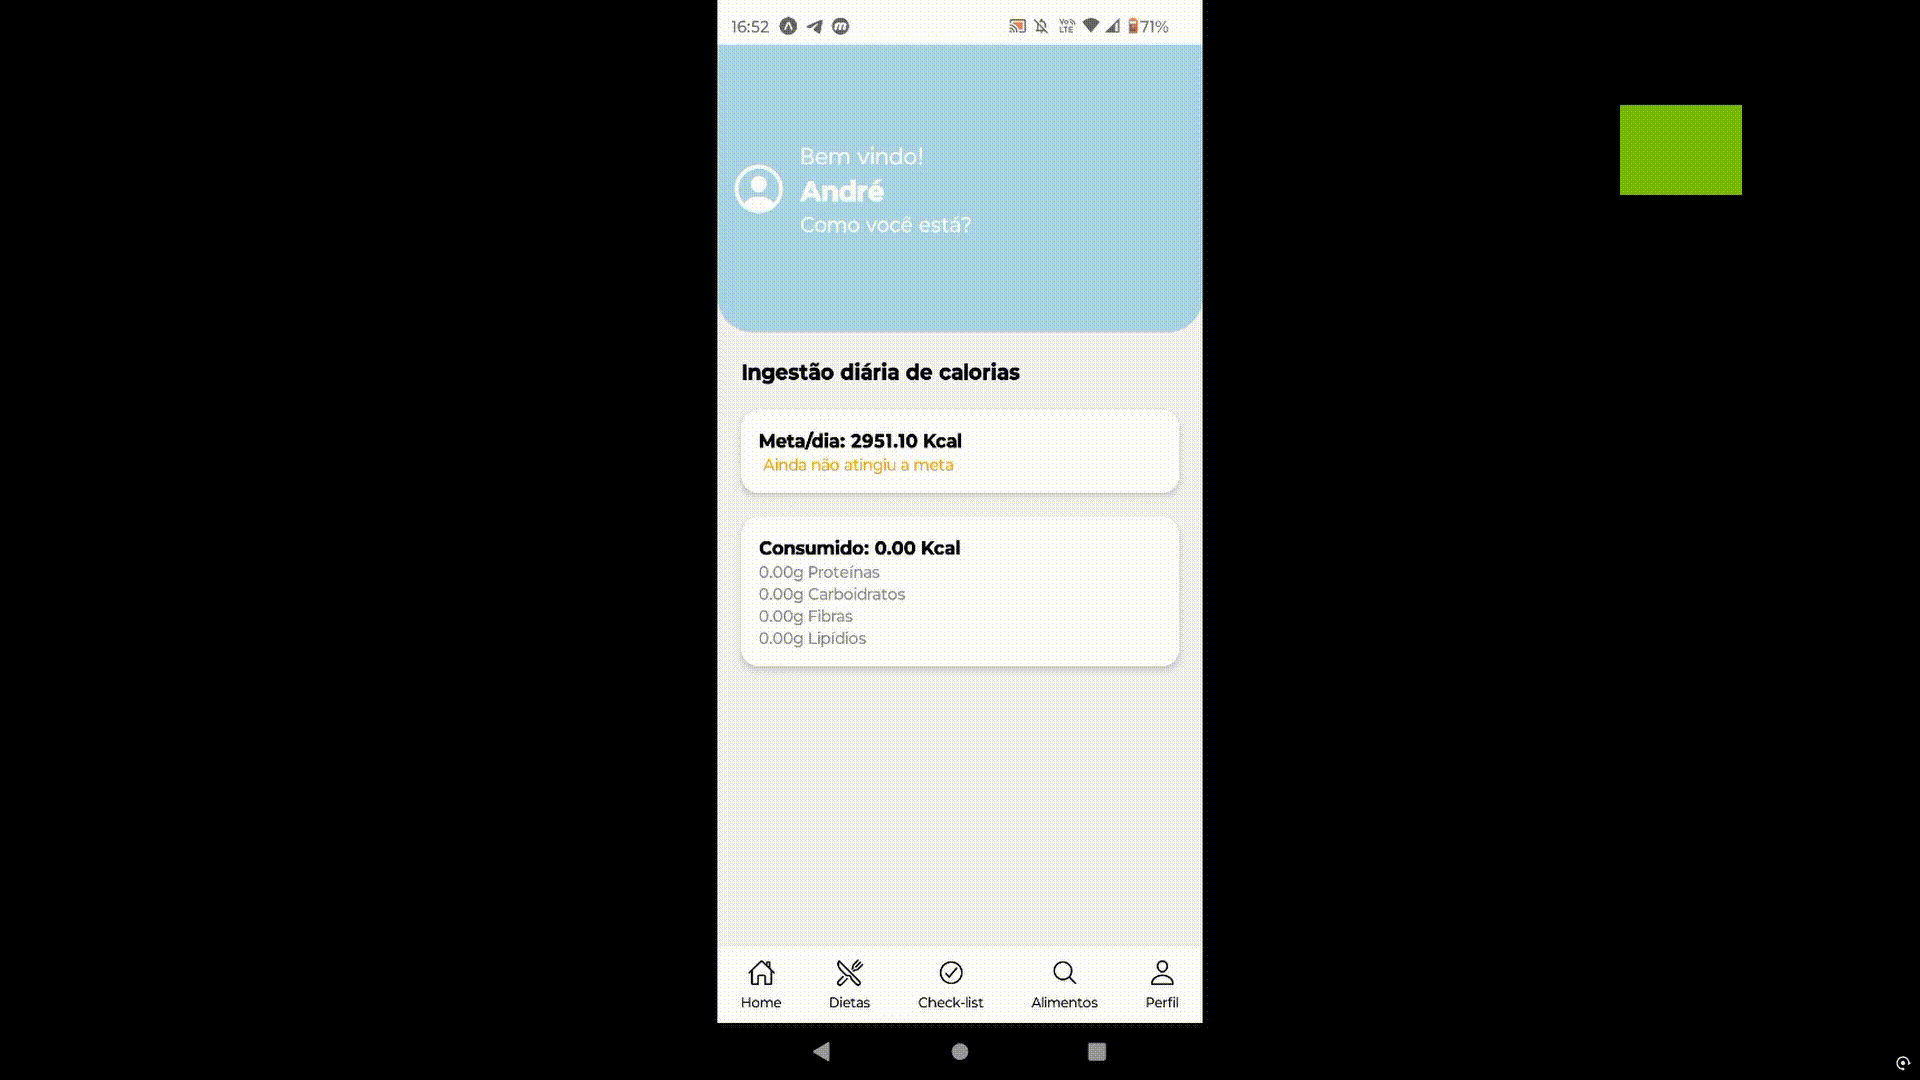 16:52
Vo)) LTE 71%
Bem vindo!
André
Como você está?
Ingestão diária de calorias
Meta/dia: 2951.10 Kcal
Ainda não atingiu a meta
Consumido: 0.00 Kcal
0.00g Proteínas
0.00g Carboidratos
0.00g Fibras
0.00g Lipídios
Home Dietas Check-list Alimentos Perfil